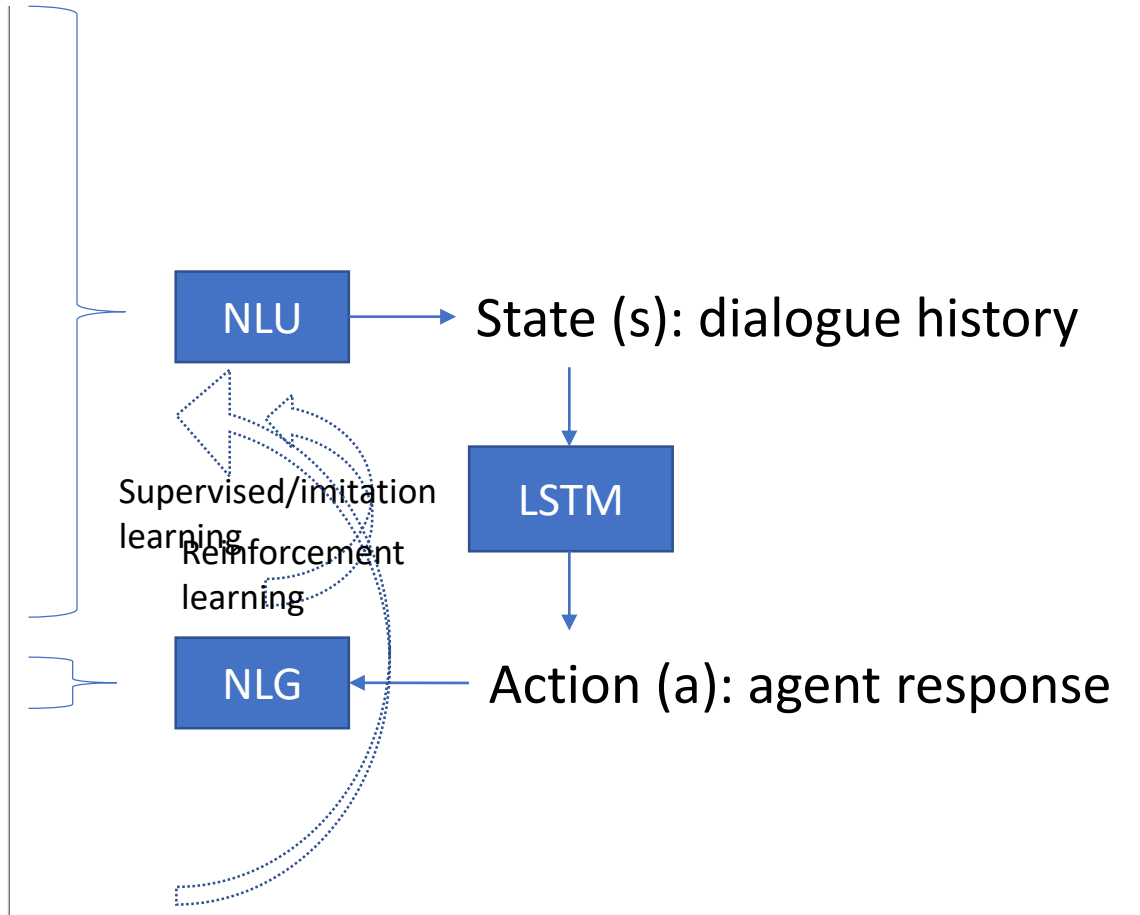 NLU
State (s): dialogue history
LSTM
Supervised/imitation
learning
Reinforcement
learning
NLG
Action (a): agent response